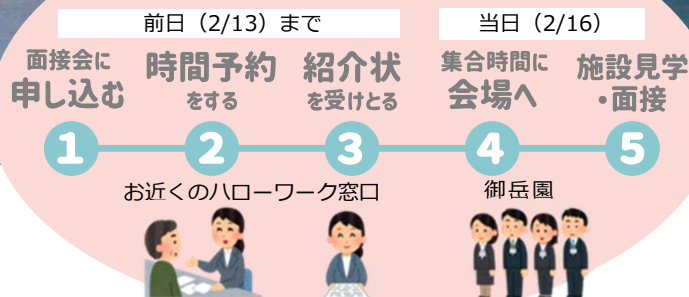 前日（2/13）まで
当日（2/16）
面接会に
申し込む
時間予約
をする
紹介状
を受けとる
集合時間に
会場へ
施設見学
・面接
1
2
3
4
5
お近くのハローワーク窓口
御岳園